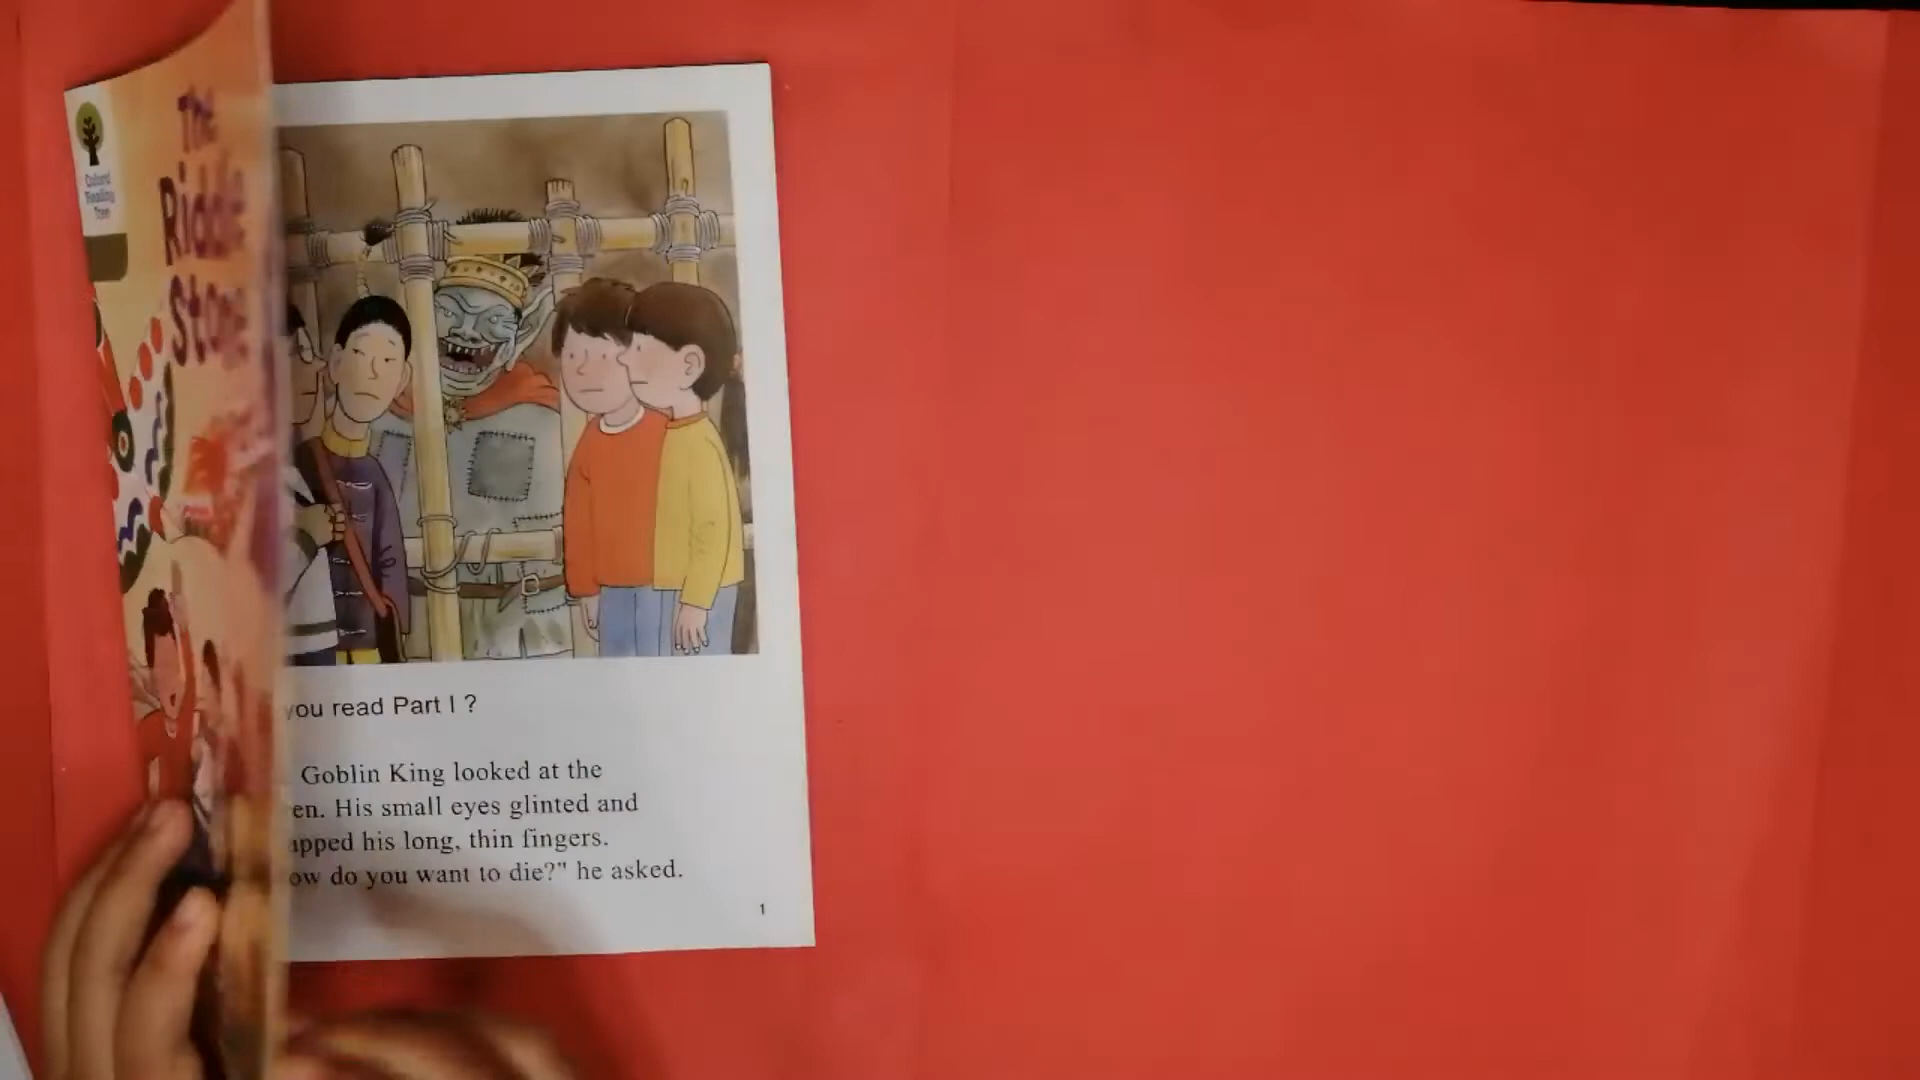 The
Riddle
Stone
Oxford
Reading
Tree
you read Part I ?
Goblin King looked at the
en. His small eyes glinted and
apped his long, thin fingers.
ow do you want to die?" he asked.
1